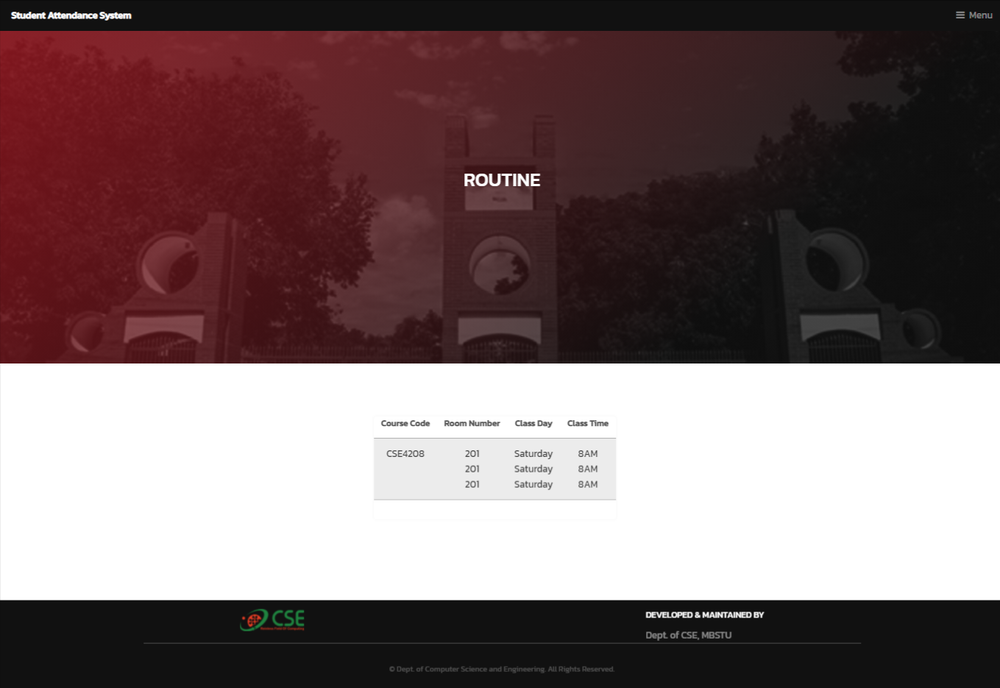 Student Attendance System
Menu
ROUTINE
Course Code Room Number Class Day Class Time
CSE4208 201 Saturday 8AM
201 Saturday 8AM
201 Saturday 8AM
CSE
DEVELOPED & MAINTAINED BY
Dept. of CSE, MBSTU
© Dept. of Computer Science and Engineering. All Rights Reserved.